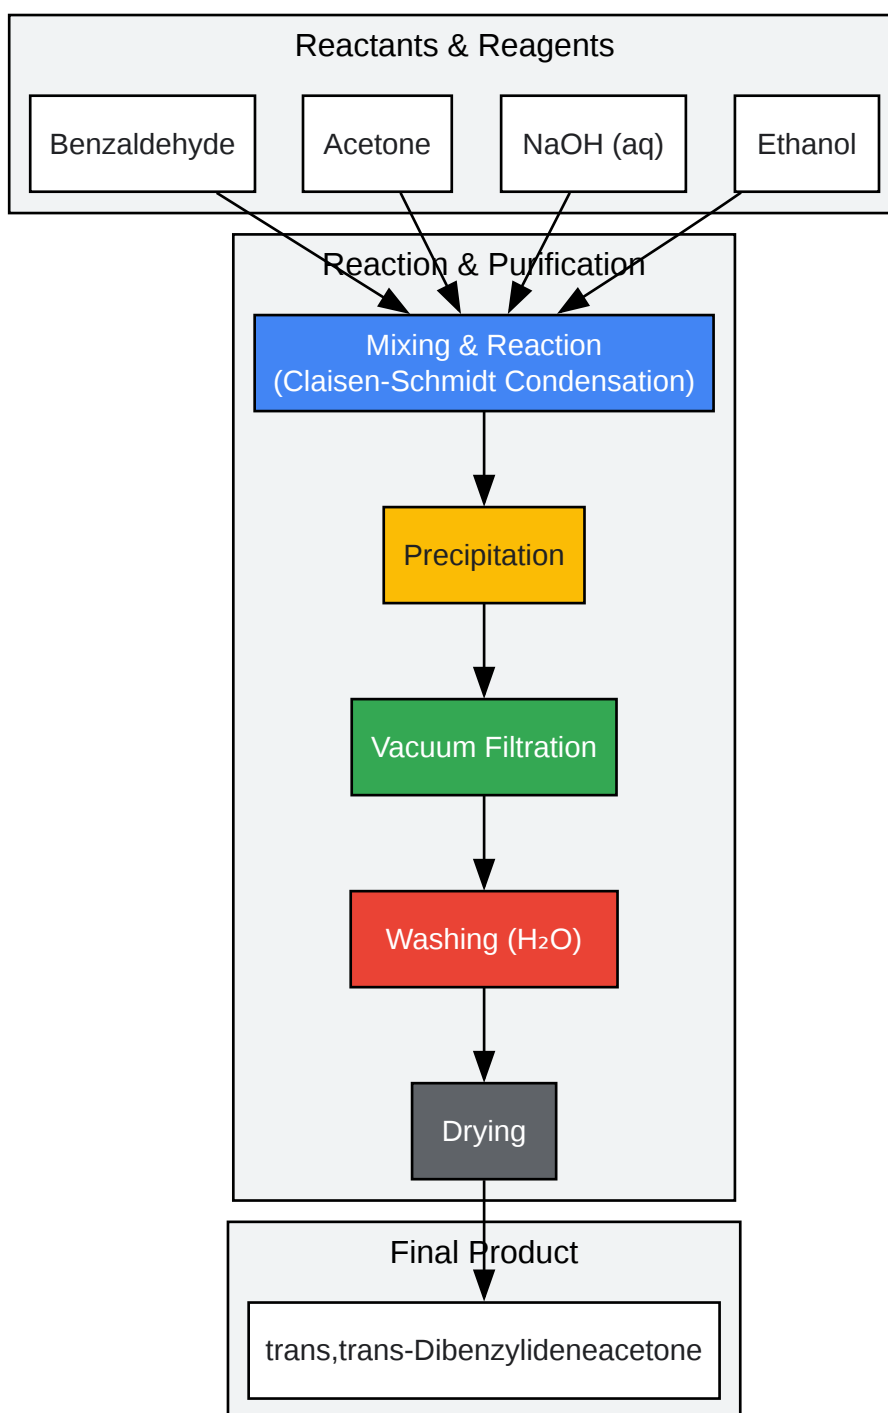 Reactants & Reagents
Benzaldehyde
Acetone
NaOH (aq)
Ethanol
Reaction & Purification
Mixing & Reaction
(Claisen-Schmidt Condensation)
Precipitation
Vacuum Filtration
Washing (H₂O)
Drying
Final Product
trans,trans-Dibenzylideneacetone